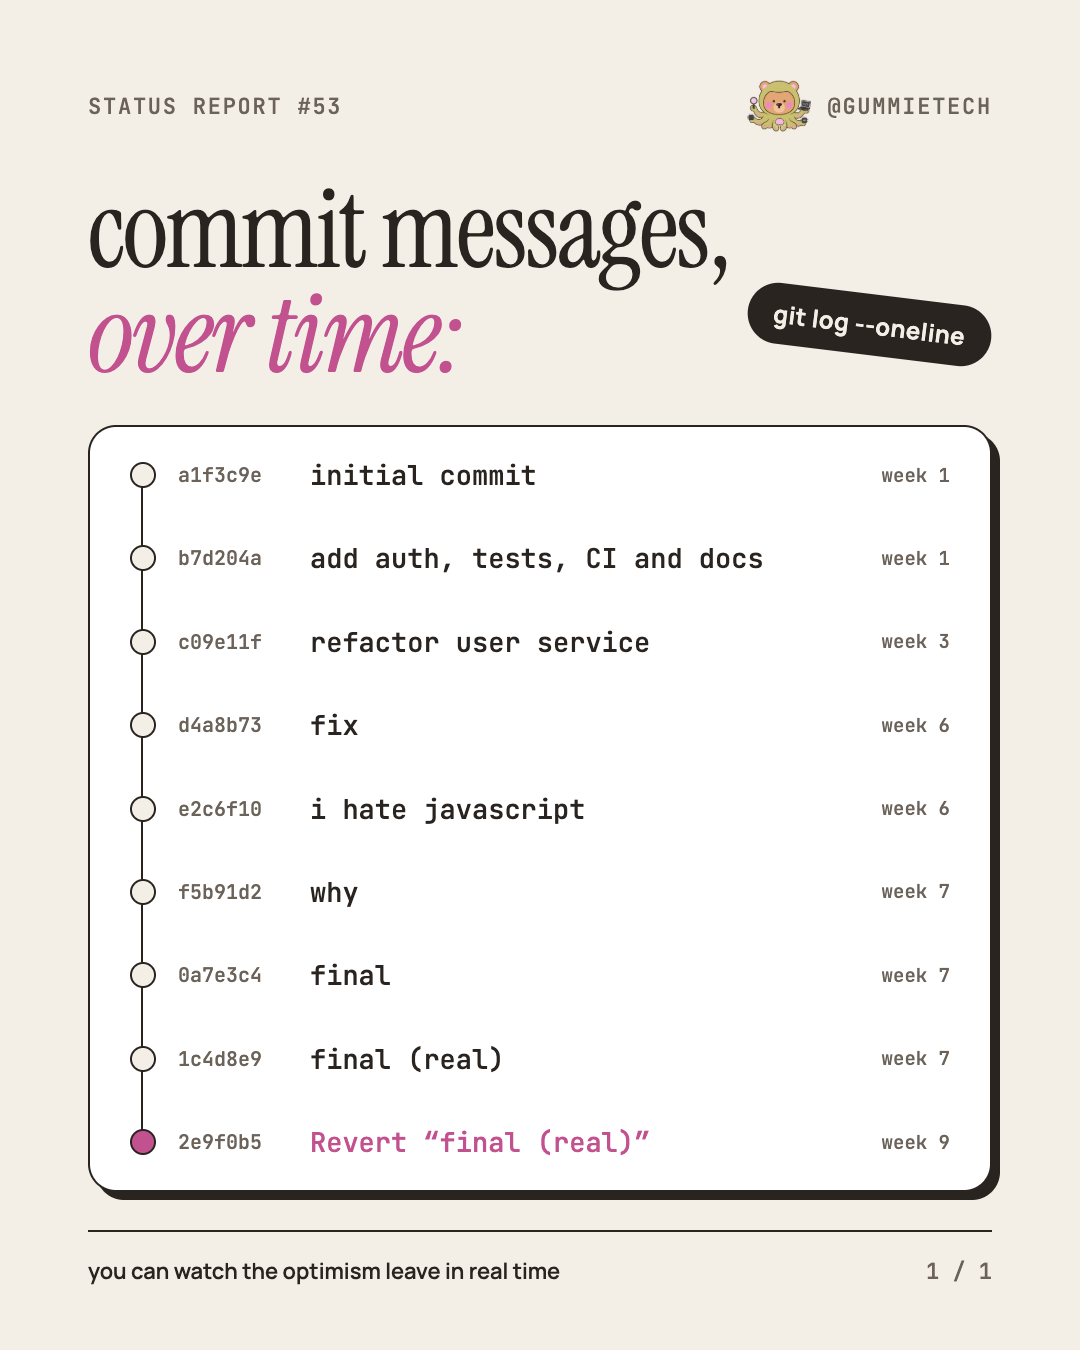 STATUS REPORT #53
@GUMMIETECH
commit messages,
over time:
git log --oneline
a1f3c9e initial commit week 1
b7d204a add auth, tests, CI and docs week 1
c09e11f refactor user service week 3
d4a8b73 fix week 6
e2c6f10 i hate javascript week 6
f5b91d2 why week 7
0a7e3c4 final week 7
1c4d8e9 final (real) week 7
2e9f0b5 Revert “final (real)” week 9
you can watch the optimism leave in real time
1 / 1